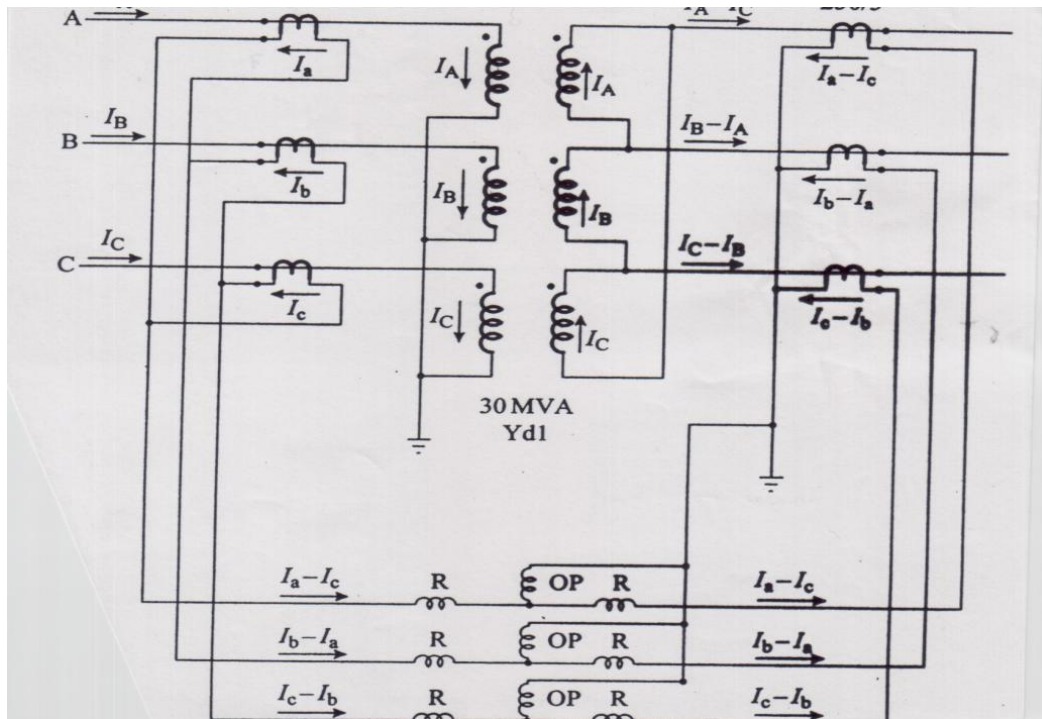 A I_A–I_C
I_a I_A I_A I_a–I_c
I_B
B I_B–I_A
I_b I_B I_B I_b–I_a
I_C
C I_C–I_B
I_c I_C I_C I_c–I_b
30 MVA
Yd1
I_a–I_c R OP R I_a–I_c
I_b–I_a R OP R I_b–I_a
I_c–I_b R OP R I_c–I_b